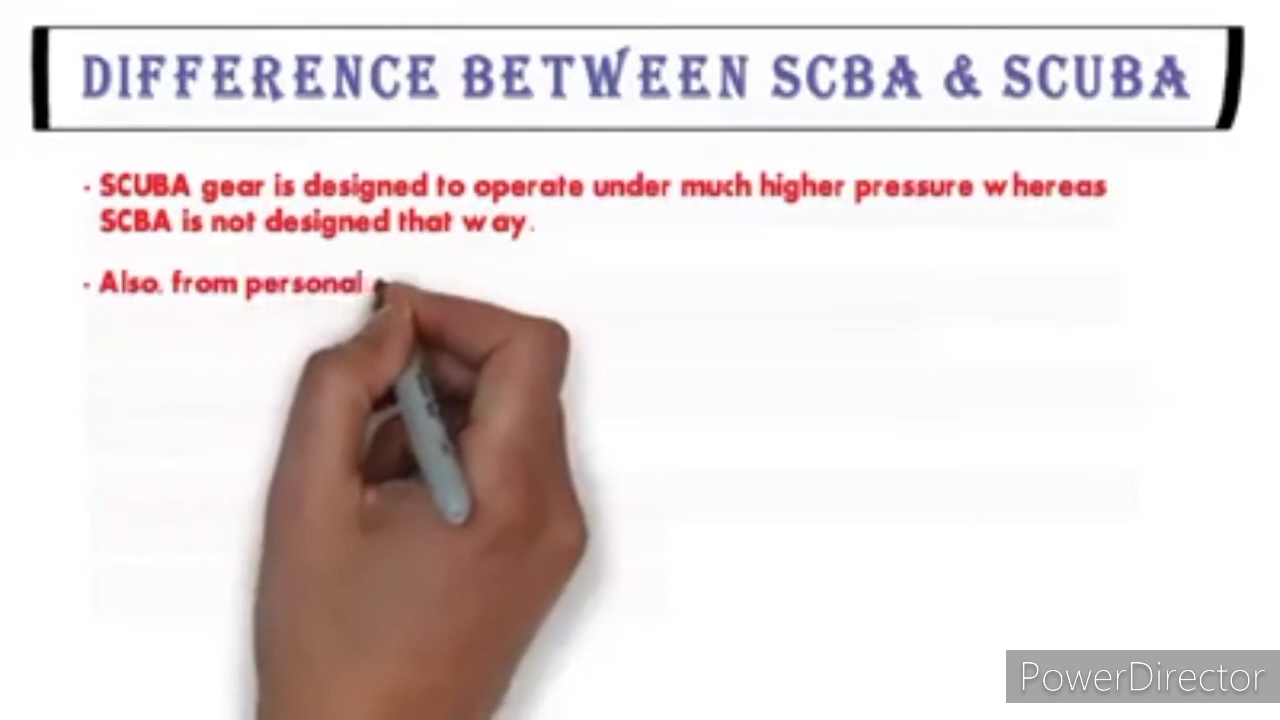 DIFFERENCE BETWEEN SCBA & SCUBA
- SCUBA gear is designed to operate under much higher pressure whereas
SCBA is not designed that way.
- Also, from personal
PowerDirector